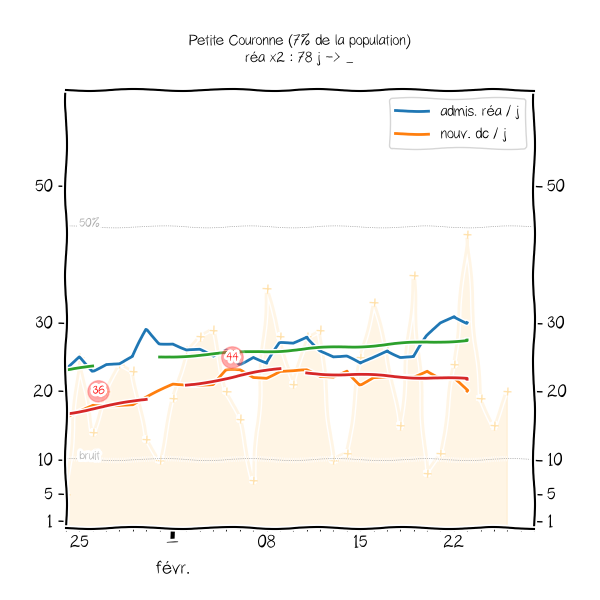 Petite Couronne (7% de la population)
réa x2 : 78 j -> _
admis. réa / j
nouv. dc / j
50 50
50%
30 30
44
36
20 20
bruit
10 10
5 5
1 1
25 1 08 15 22
févr.